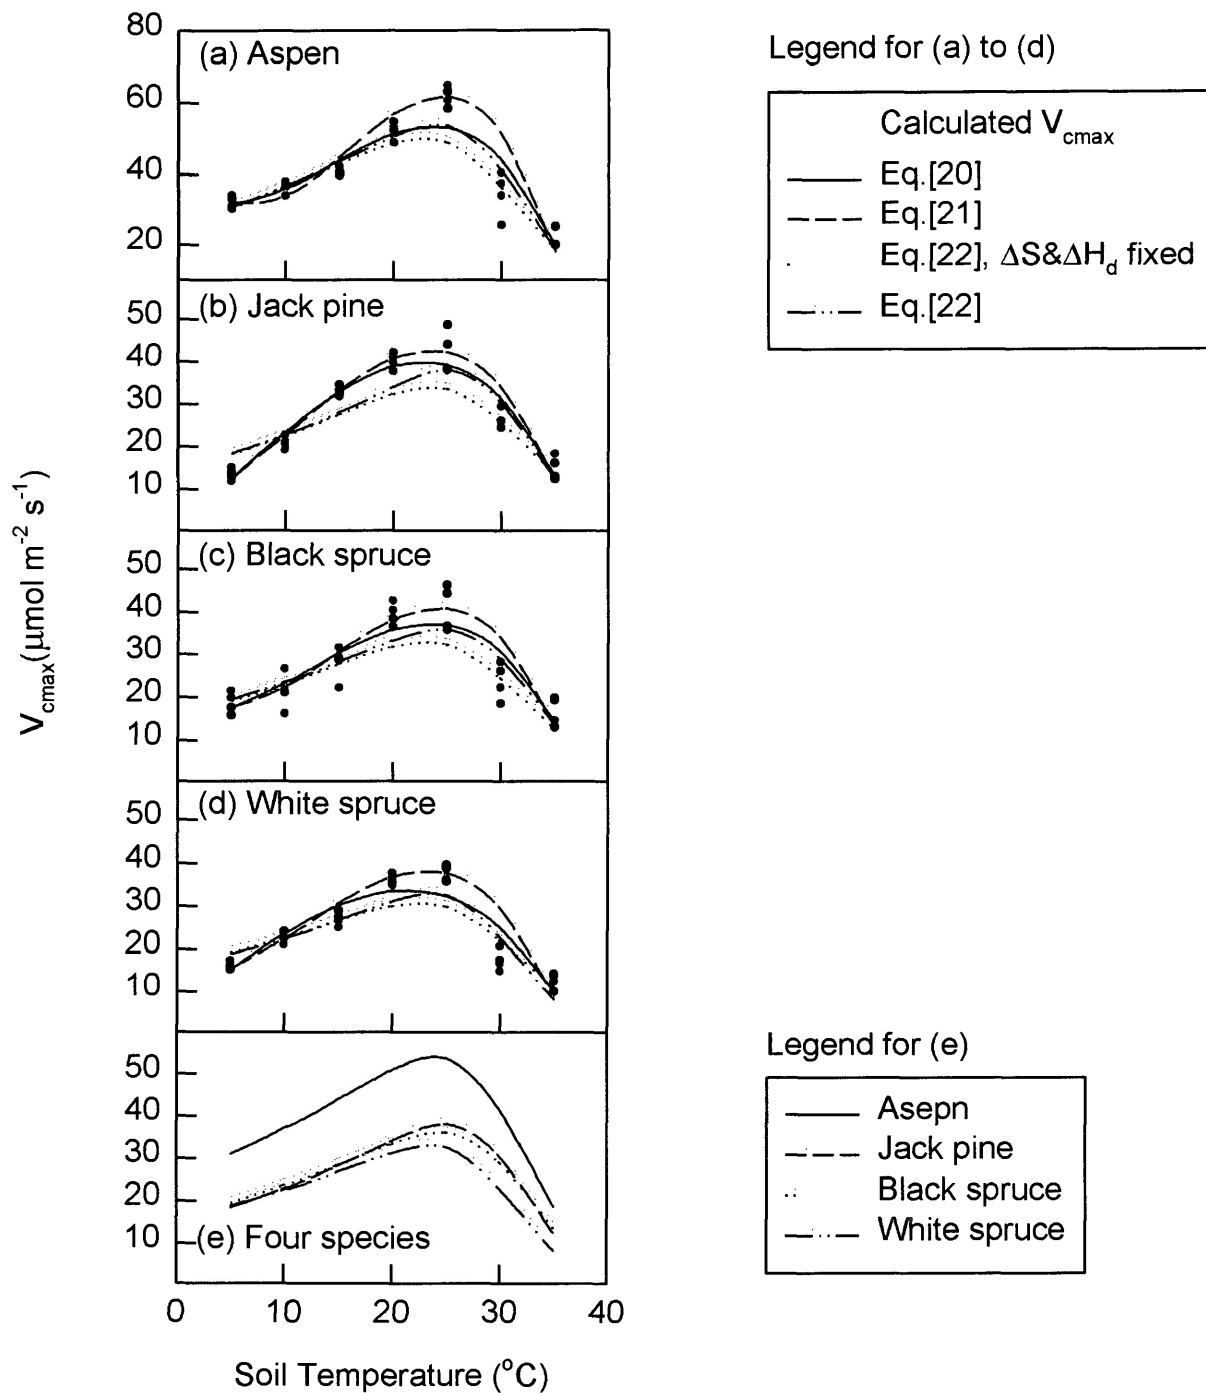 80
(a) Aspen
60
40
20
(b) Jack pine
50
40
30
20
10
(c) Black spruce
50
40
30
20
10
(d) White spruce
50
40
30
20
10
50
40
30
20
10
(e) Four species
0 10 20 30 40
Soil Temperature (°C)
V_cmax(μmol m⁻² s⁻¹)
Legend for (a) to (d)
Calculated V_cmax
Eq.[20]
Eq.[21]
Eq.[22], ΔS&ΔH_d fixed
Eq.[22]
Legend for (e)
Asepn
Jack pine
Black spruce
White spruce